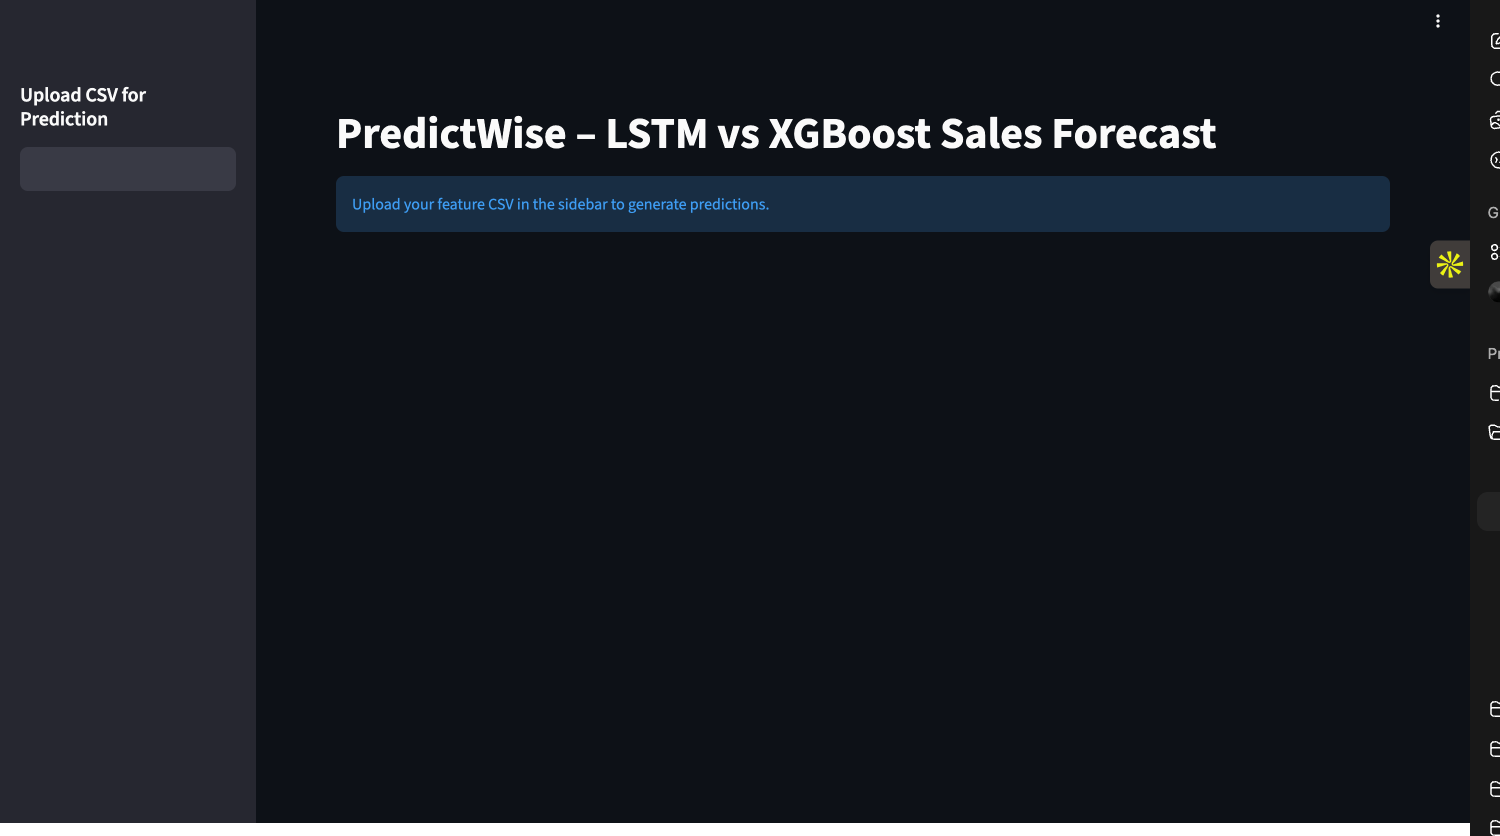 Upload CSV for
Prediction
PredictWise – LSTM vs XGBoost Sales Forecast
Upload your feature CSV in the sidebar to generate predictions.